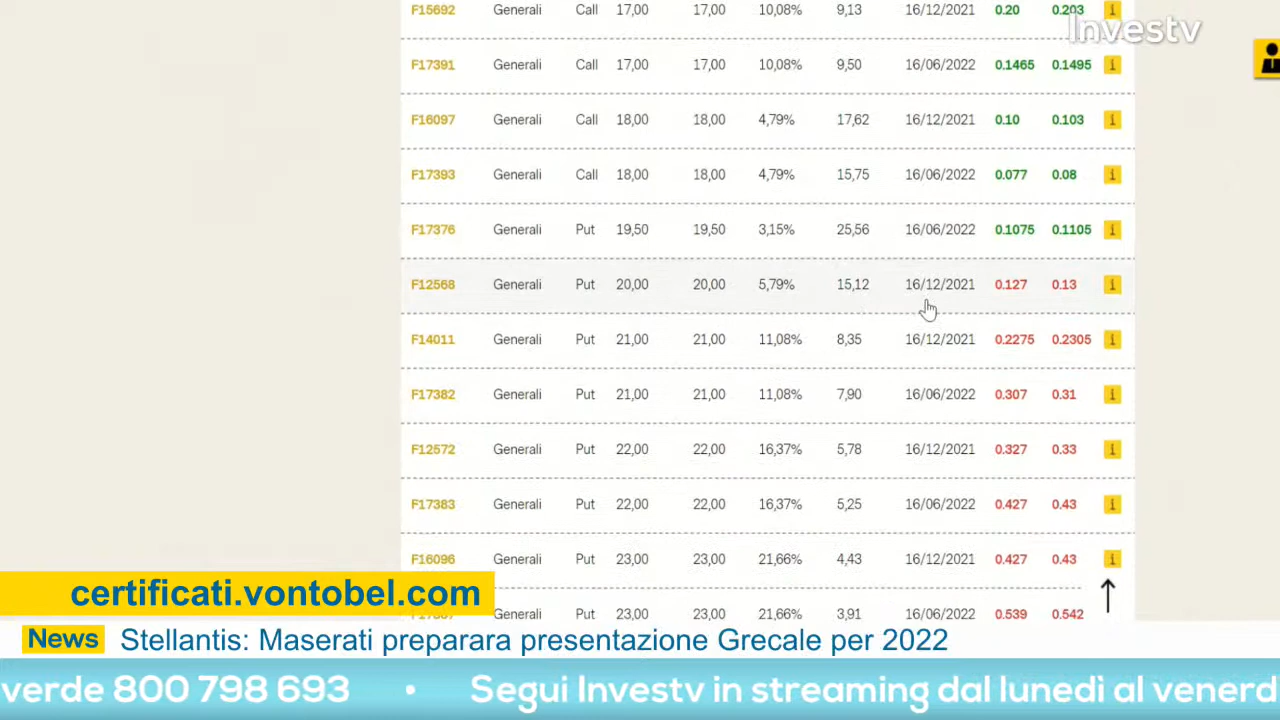 F15692 Generali Call 17,00 17,00 10,08% 9,13 16/12/2021 0.20 0.203 i
Investv
F17391 Generali Call 17,00 17,00 10,08% 9,50 16/06/2022 0.1465 0.1495 i
F16097 Generali Call 18,00 18,00 4,79% 17,62 16/12/2021 0.10 0.103 i
F17393 Generali Call 18,00 18,00 4,79% 15,75 16/06/2022 0.077 0.08 i
F17376 Generali Put 19,50 19,50 3,15% 25,56 16/06/2022 0.1075 0.1105 i
F12568 Generali Put 20,00 20,00 5,79% 15,12 16/12/2021 0.127 0.13 i
F14011 Generali Put 21,00 21,00 11,08% 8,35 16/12/2021 0.2275 0.2305 i
F17382 Generali Put 21,00 21,00 11,08% 7,90 16/06/2022 0.307 0.31 i
F12572 Generali Put 22,00 22,00 16,37% 5,78 16/12/2021 0.327 0.33 i
F17383 Generali Put 22,00 22,00 16,37% 5,25 16/06/2022 0.427 0.43 i
F16096 Generali Put 23,00 23,00 21,66% 4,43 16/12/2021 0.427 0.43 i
Generali Put 23,00 23,00 21,66% 3,91 16/06/2022 0.539 0.542
certificati.vontobel.com
News Stellantis: Maserati preparara presentazione Grecale per 2022
verde 800 798 693 • Segui Investv in streaming dal lunedì al venerd